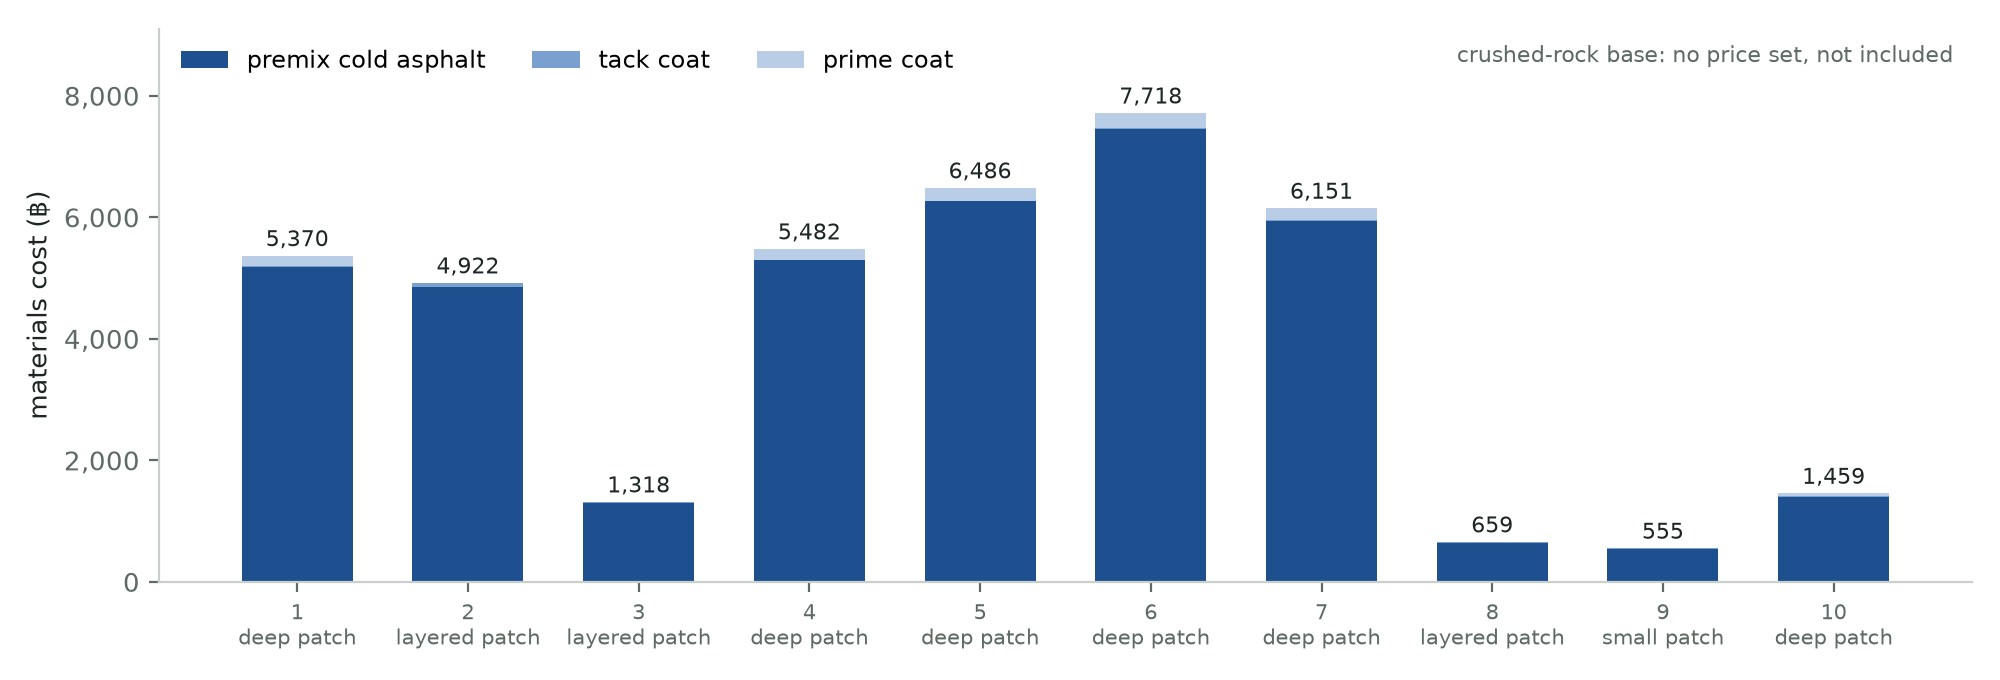 premix cold asphalt
tack coat
prime coat
crushed-rock base: no price set, not included
materials cost (฿)
8,000
6,000
4,000
2,000
0
5,370
4,922
1,318
5,482
6,486
7,718
6,151
659
555
1,459
1
deep patch
2
layered patch
3
layered patch
4
deep patch
5
deep patch
6
deep patch
7
deep patch
8
layered patch
9
small patch
10
deep patch